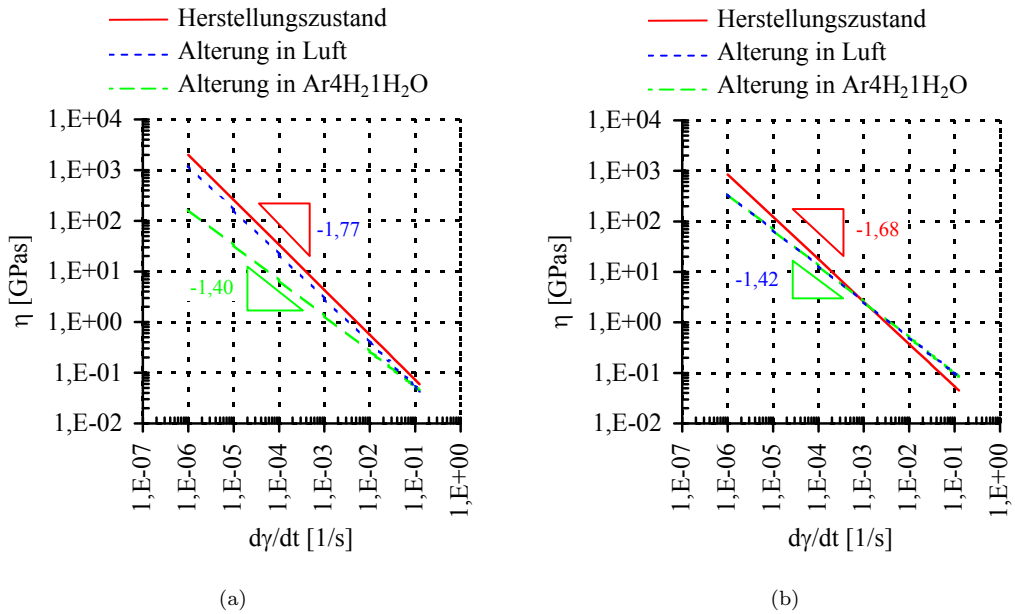 Herstellungszustand
Alterung in Luft
Alterung in Ar4H₂1H₂O
η [GPas]
1,E+04
1,E+03
1,E+02
1,E+01
1,E+00
1,E-01
1,E-02
-1,77
-1,40
1,E-07
1,E-06
1,E-05
1,E-04
1,E-03
1,E-02
1,E-01
1,E+00
dγ/dt [1/s]
(a)
Herstellungszustand
Alterung in Luft
Alterung in Ar4H₂1H₂O
η [GPas]
1,E+04
1,E+03
1,E+02
1,E+01
1,E+00
1,E-01
1,E-02
-1,68
-1,42
1,E-07
1,E-06
1,E-05
1,E-04
1,E-03
1,E-02
1,E-01
1,E+00
dγ/dt [1/s]
(b)